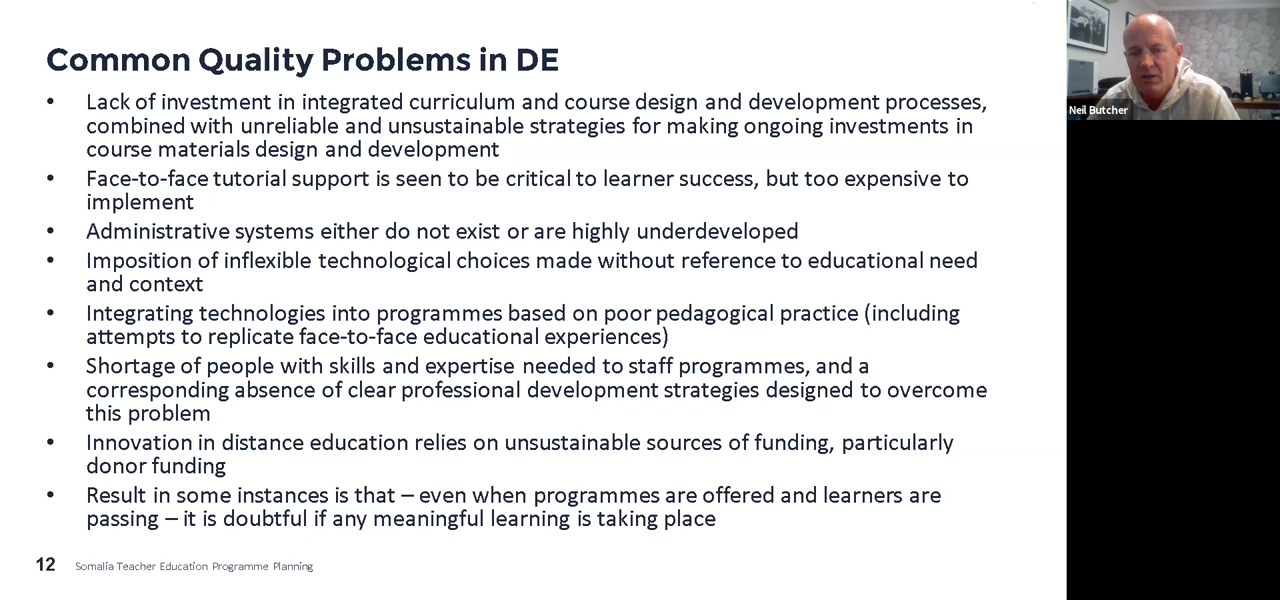 Common Quality Problems in DE
• Lack of investment in integrated curriculum and course design and development processes,
combined with unreliable and unsustainable strategies for making ongoing investments in
course materials design and development
• Face-to-face tutorial support is seen to be critical to learner success, but too expensive to
implement
• Administrative systems either do not exist or are highly underdeveloped
• Imposition of inflexible technological choices made without reference to educational need
and context
• Integrating technologies into programmes based on poor pedagogical practice (including
attempts to replicate face-to-face educational experiences)
• Shortage of people with skills and expertise needed to staff programmes, and a
corresponding absence of clear professional development strategies designed to overcome
this problem
• Innovation in distance education relies on unsustainable sources of funding, particularly
donor funding
• Result in some instances is that – even when programmes are offered and learners are
passing – it is doubtful if any meaningful learning is taking place
12 Somalia Teacher Education Programme Planning
Neil Butcher